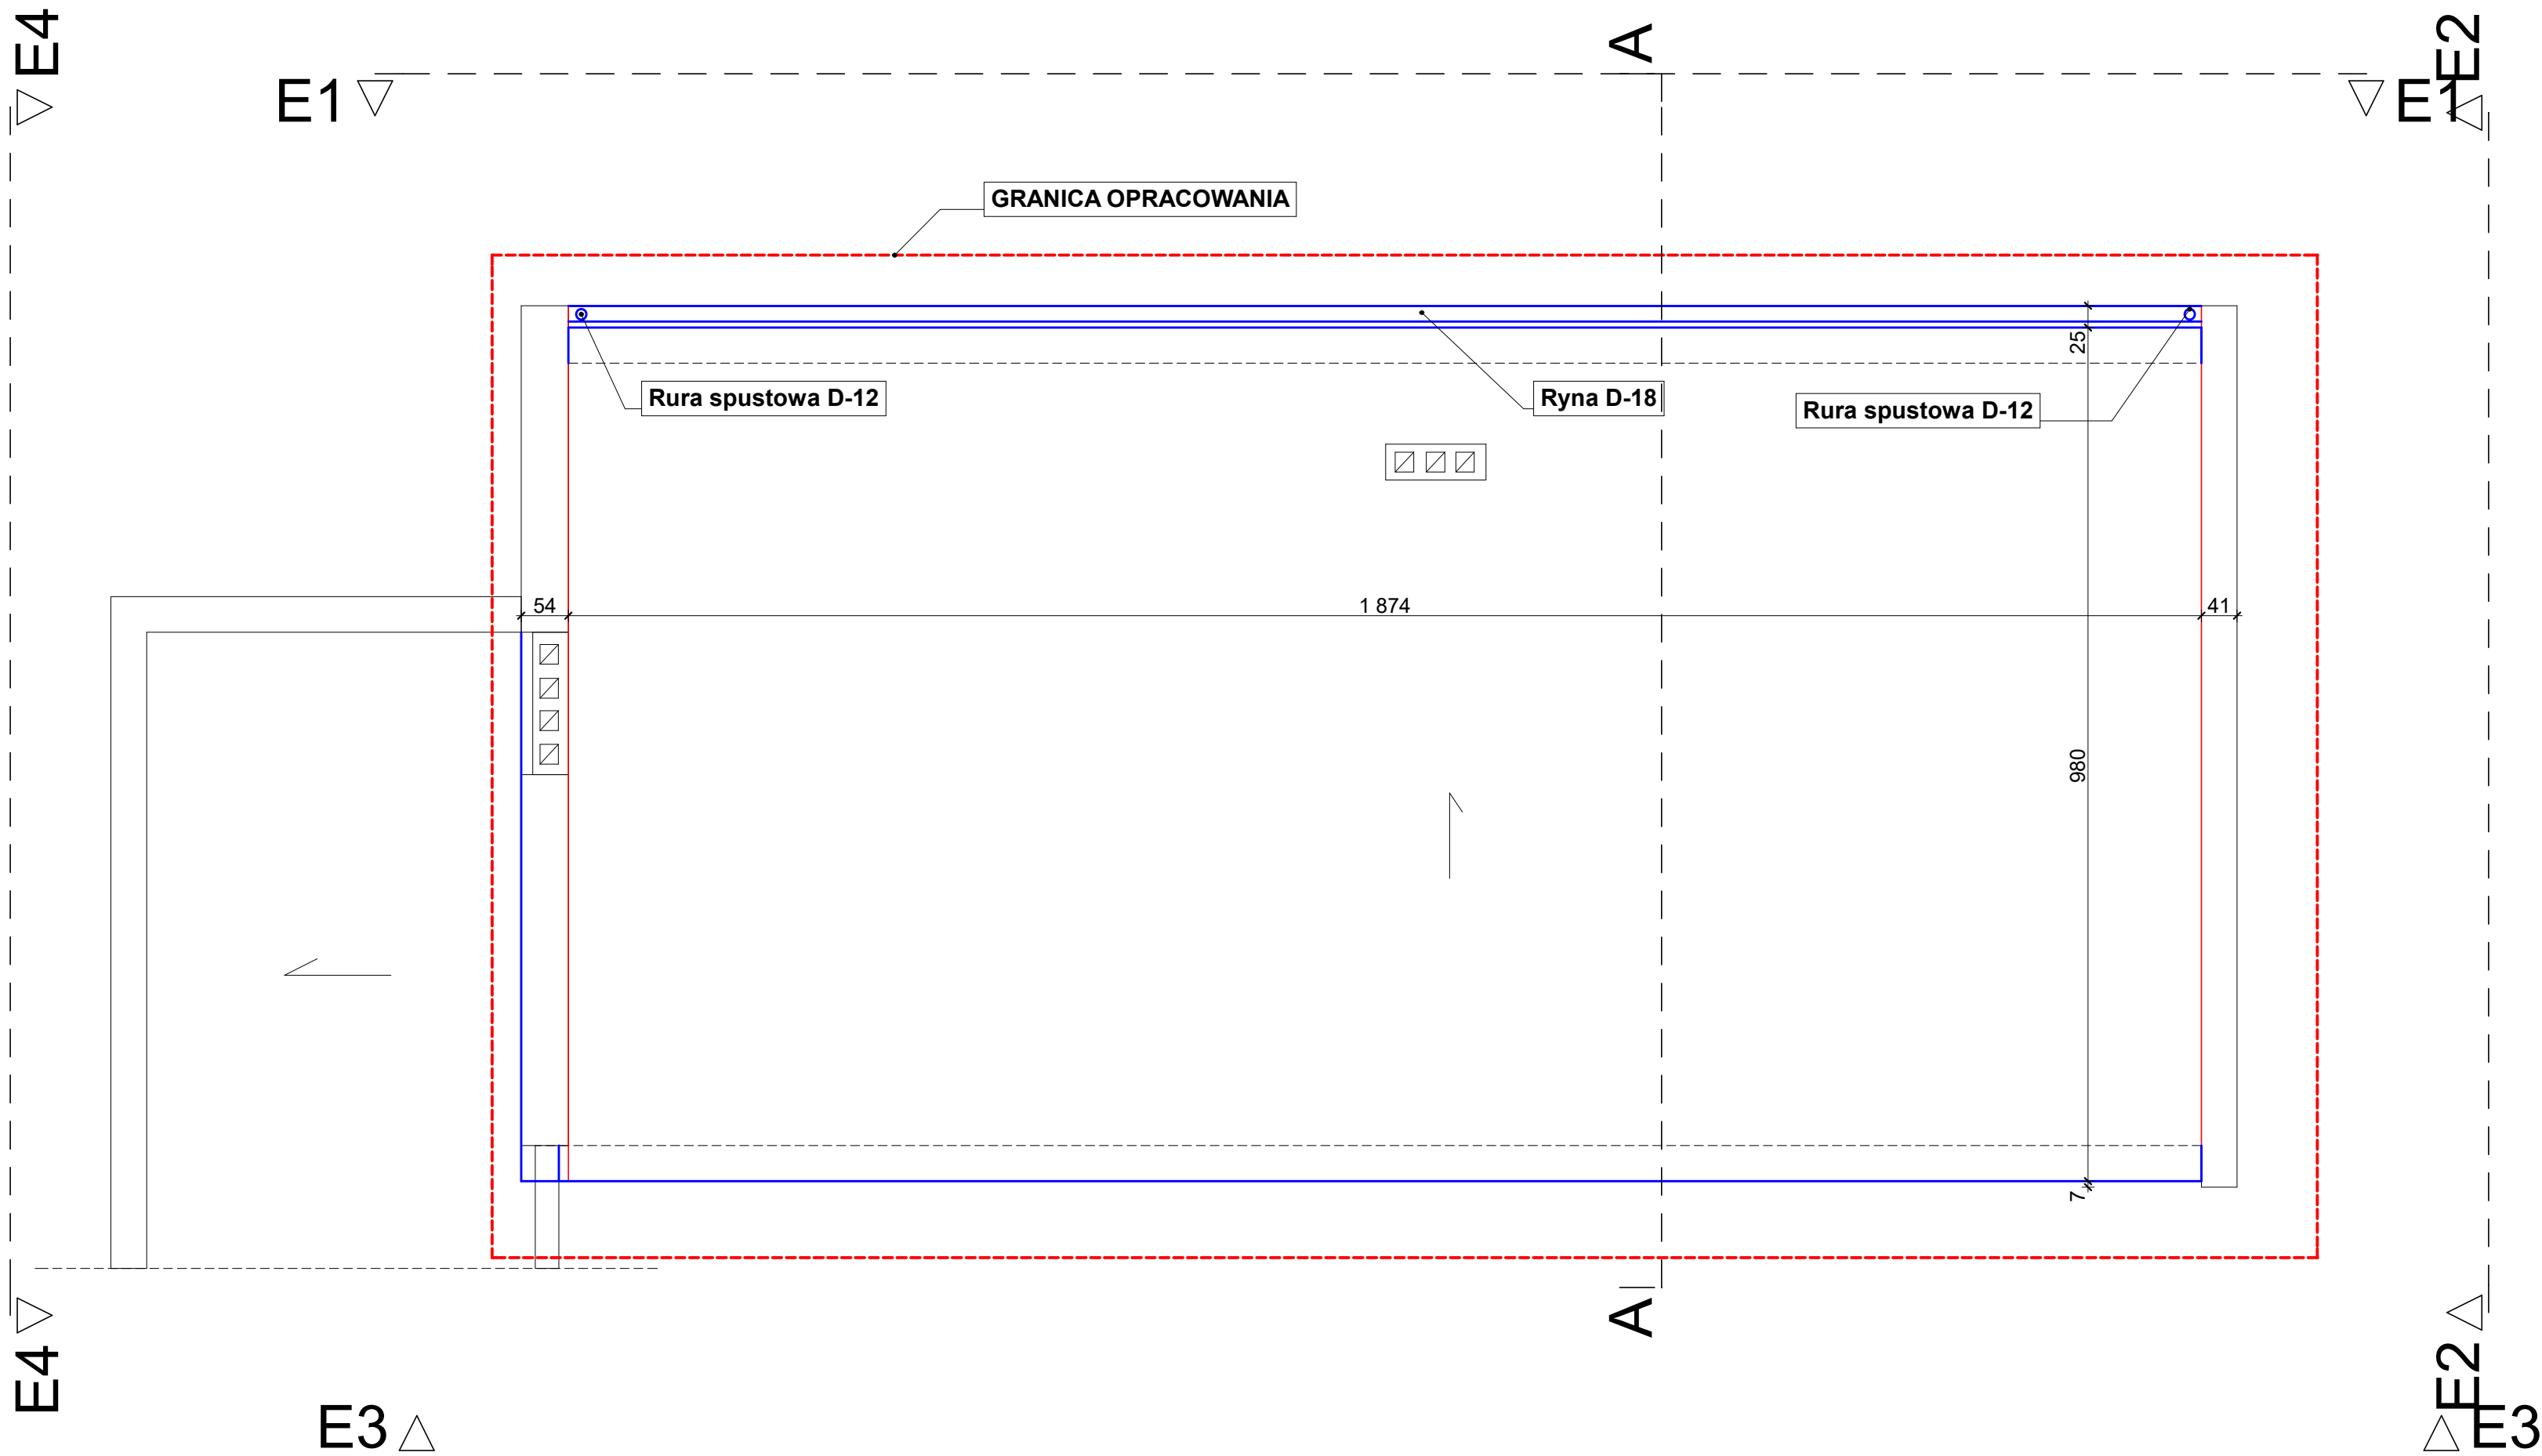 E4
A
E2
E1
E1
GRANICA OPRACOWANIA
25
Rura spustowa D-12
Ryna D-18
Rura spustowa D-12
54
1 874
41
980
7
A
E4
E2
E3
E3